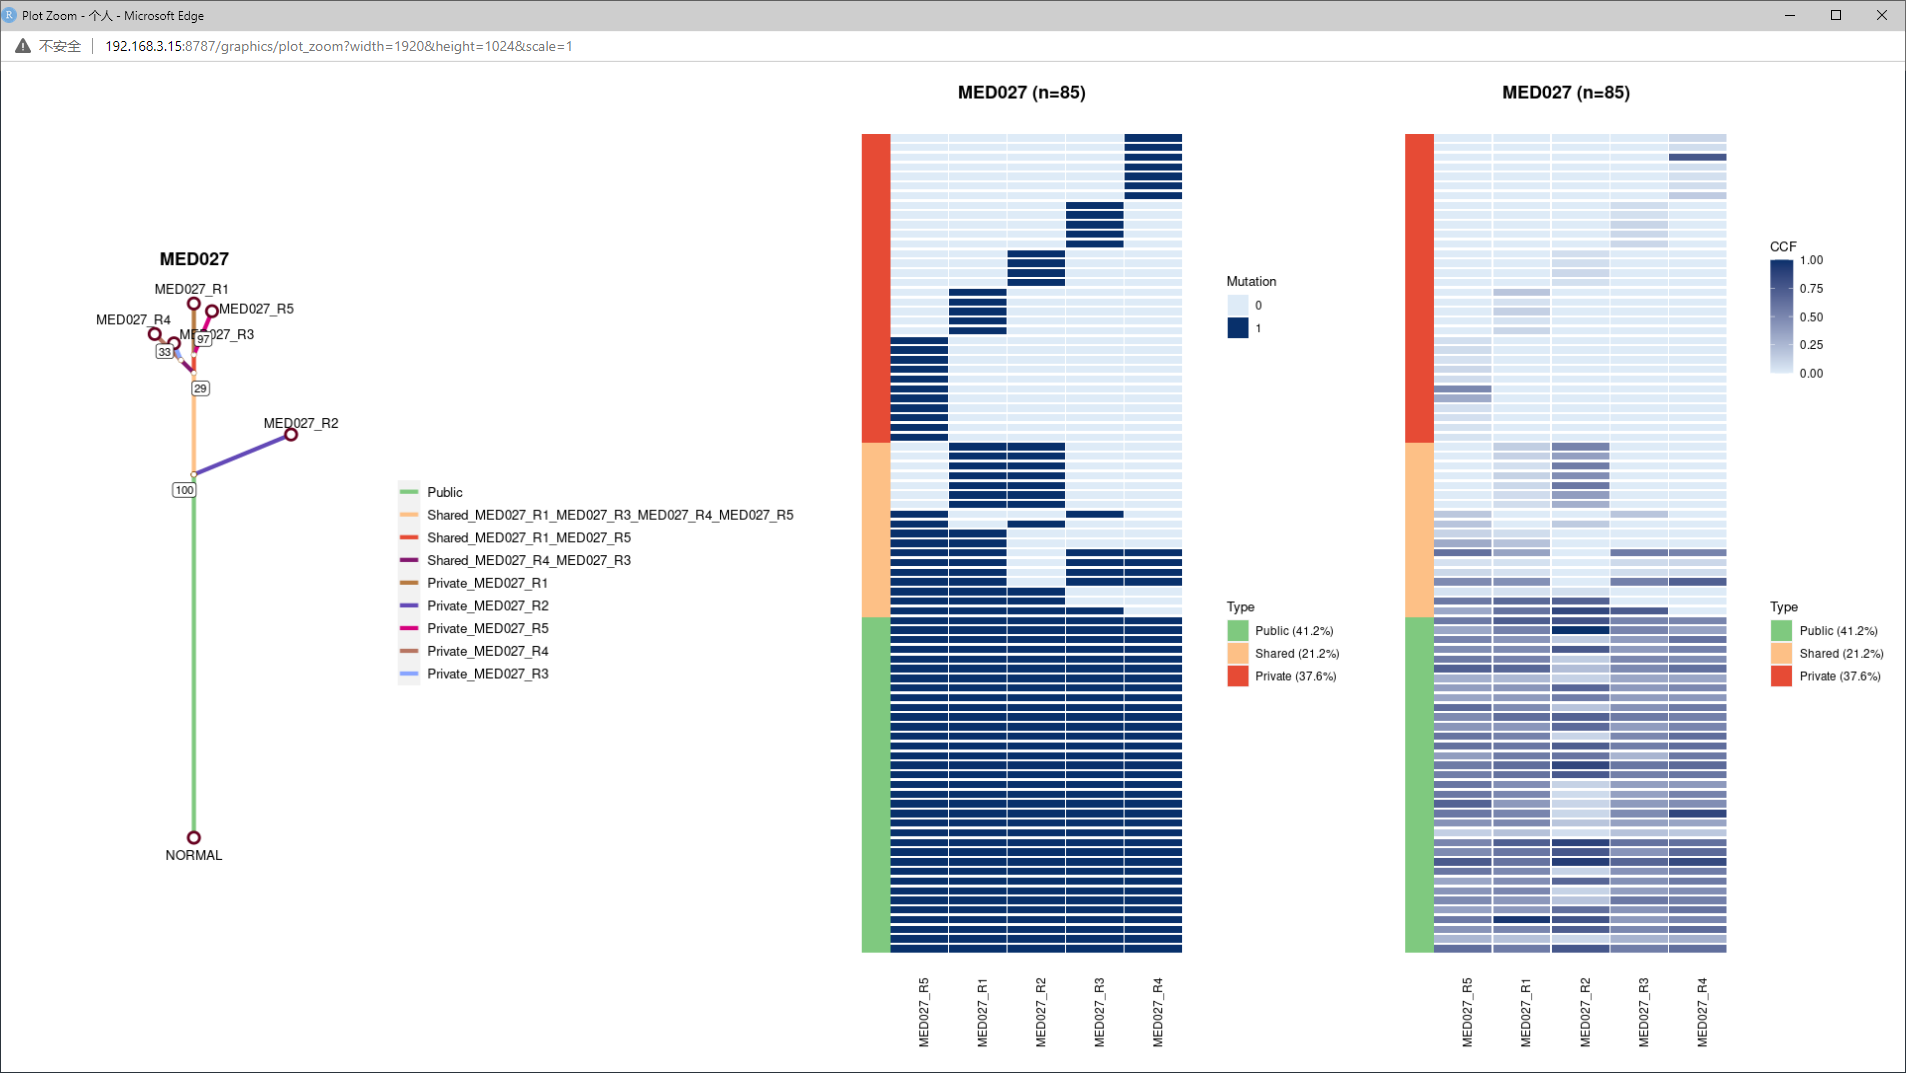 Plot Zoom - 个人 - Microsoft Edge
不安全 192.168.3.15:8787/graphics/plot_zoom?width=1920&height=1024&scale=1
MED027
MED027_R1
MED027_R5
MED027_R4
MED027_R3
97
33
29
MED027_R2
100
NORMAL
Public
Shared_MED027_R1_MED027_R3_MED027_R4_MED027_R5
Shared_MED027_R1_MED027_R5
Shared_MED027_R4_MED027_R3
Private_MED027_R1
Private_MED027_R2
Private_MED027_R5
Private_MED027_R4
Private_MED027_R3
MED027 (n=85)
Mutation
0
1
Type
Public (41.2%)
Shared (21.2%)
Private (37.6%)
MED027_R5
MED027_R1
MED027_R2
MED027_R3
MED027_R4
MED027 (n=85)
CCF
1.00
0.75
0.50
0.25
0.00
Type
Public (41.2%)
Shared (21.2%)
Private (37.6%)
MED027_R5
MED027_R1
MED027_R2
MED027_R3
MED027_R4